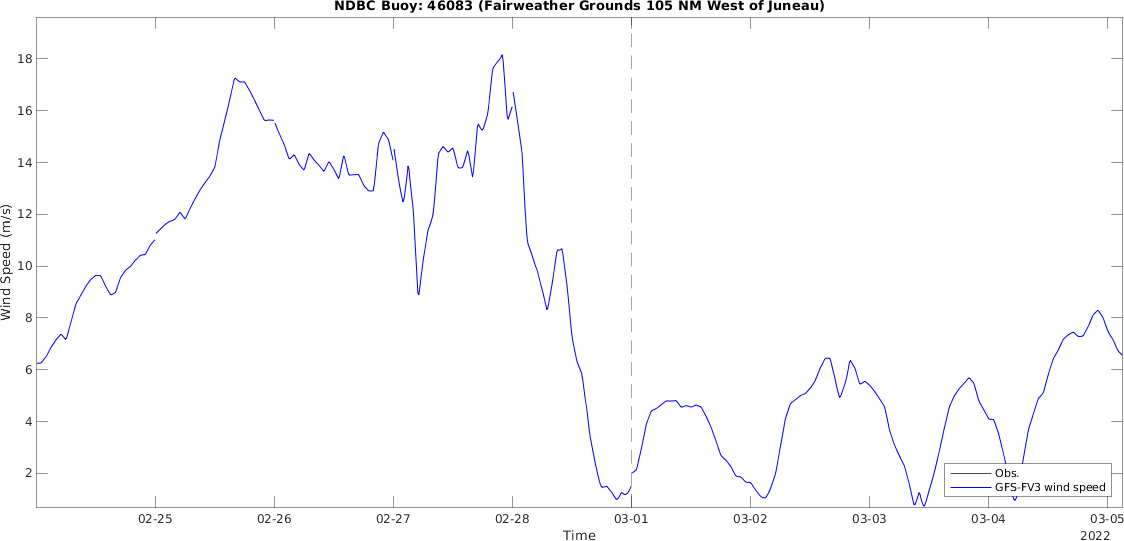 NDBC Buoy: 46083 (Fairweather Grounds 105 NM West of Juneau)
18
16
14
12
10
8
6
4
2
Wind Speed (m/s)
Obs.
GFS-FV3 wind speed
02-25 02-26 02-27 02-28 03-01 03-02 03-03 03-04 03-05
Time
2022